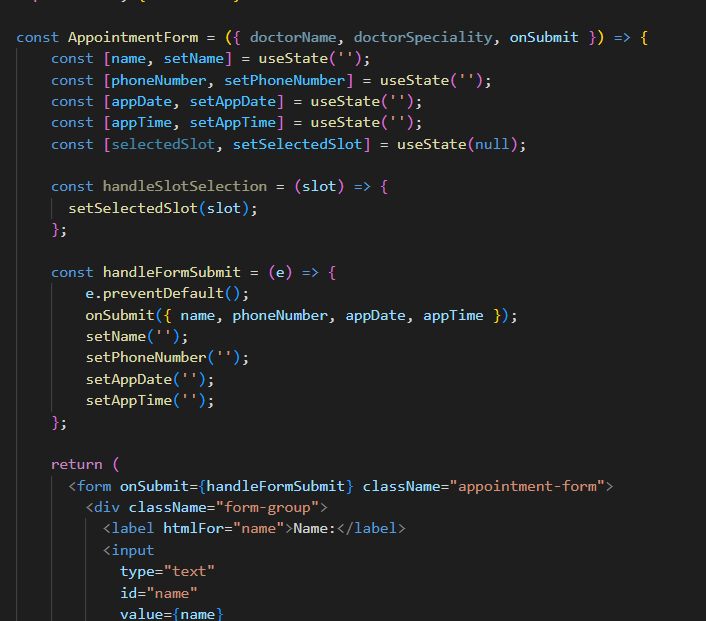 const AppointmentForm = ({ doctorName, doctorSpeciality, onSubmit }) => {
    const [name, setName] = useState('');
    const [phoneNumber, setPhoneNumber] = useState('');
    const [appDate, setAppDate] = useState('');
    const [appTime, setAppTime] = useState('');
    const [selectedSlot, setSelectedSlot] = useState(null);

    const handleSlotSelection = (slot) => {
      setSelectedSlot(slot);
    };

    const handleFormSubmit = (e) => {
        e.preventDefault();
        onSubmit({ name, phoneNumber, appDate, appTime });
        setName('');
        setPhoneNumber('');
        setAppDate('');
        setAppTime('');
    };

    return (
      <form onSubmit={handleFormSubmit} className="appointment-form">
        <div className="form-group">
          <label htmlFor="name">Name:</label>
          <input
            type="text"
            id="name"
            value={name}